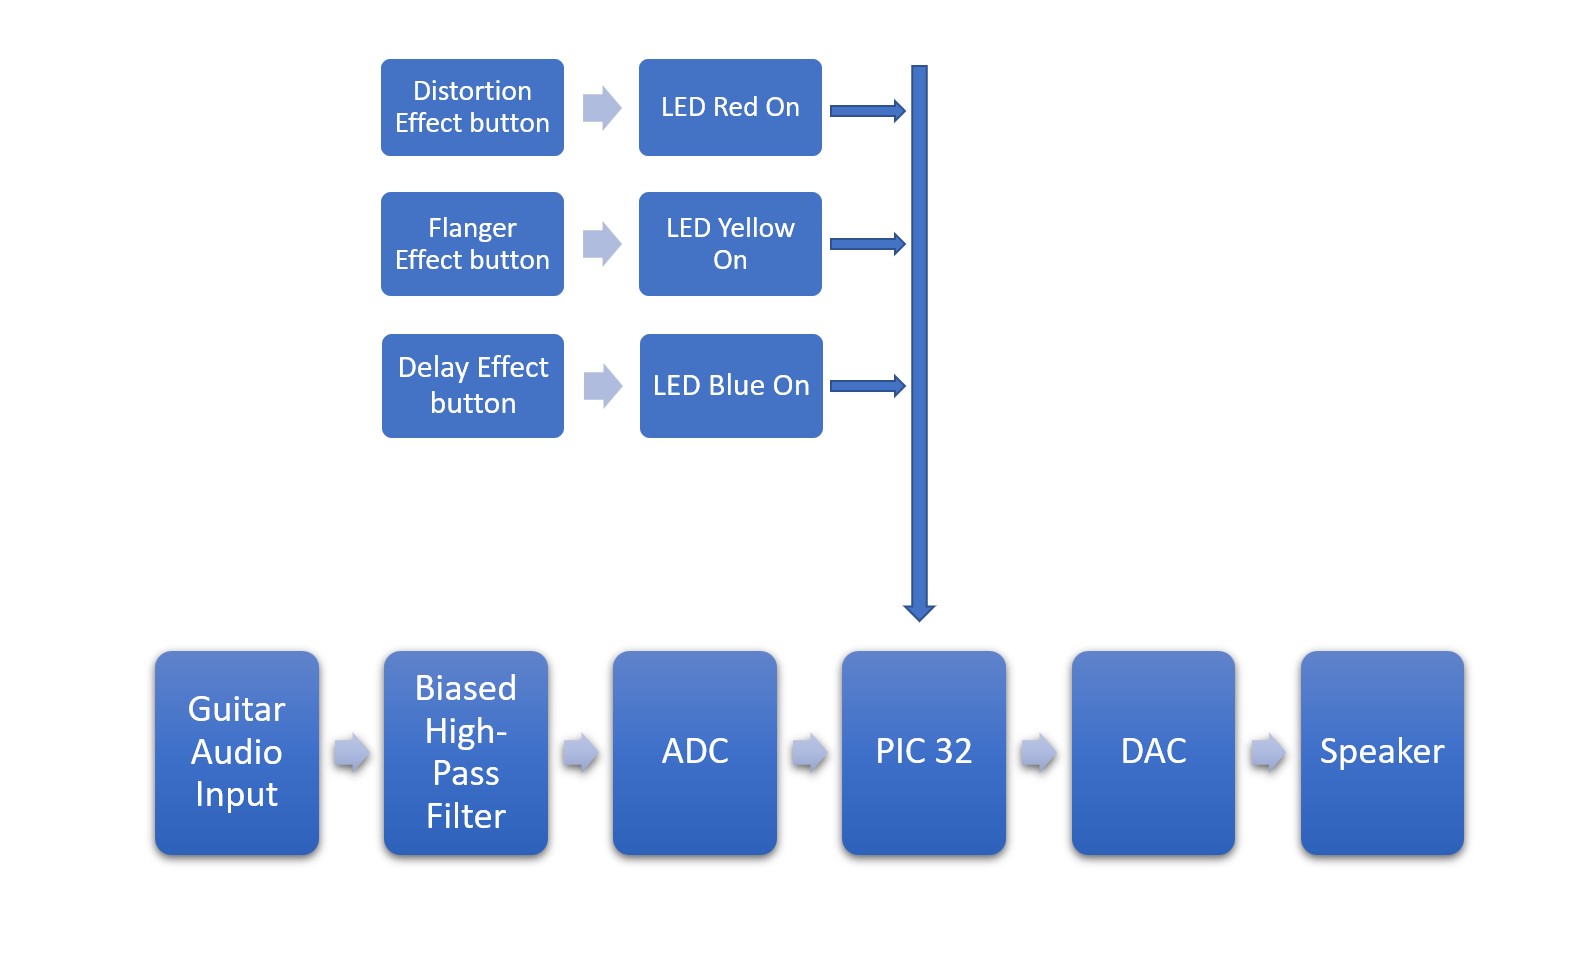 Distortion
Effect button
LED Red On
Flanger
Effect button
LED Yellow
On
Delay Effect
button
LED Blue On
Guitar
Audio
Input
Biased
High-
Pass
Filter
ADC
PIC 32
DAC
Speaker